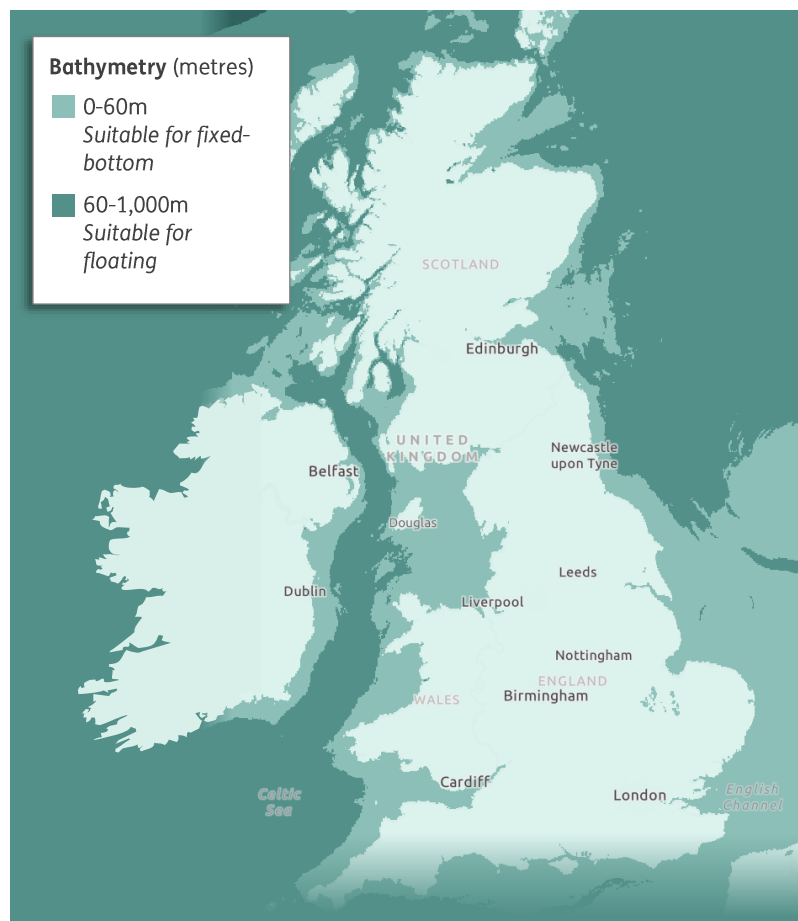 Bathymetry (metres)
0-60m
Suitable for fixed-
bottom
60-1,000m
Suitable for
floating
SCOTLAND
Edinburgh
UNITED
KINGDOM
Newcastle
upon Tyne
Belfast
Douglas
Leeds
Dublin
Liverpool
Nottingham
ENGLAND
Birmingham
WALES
Cardiff
Celtic
Sea
London
English
Channel